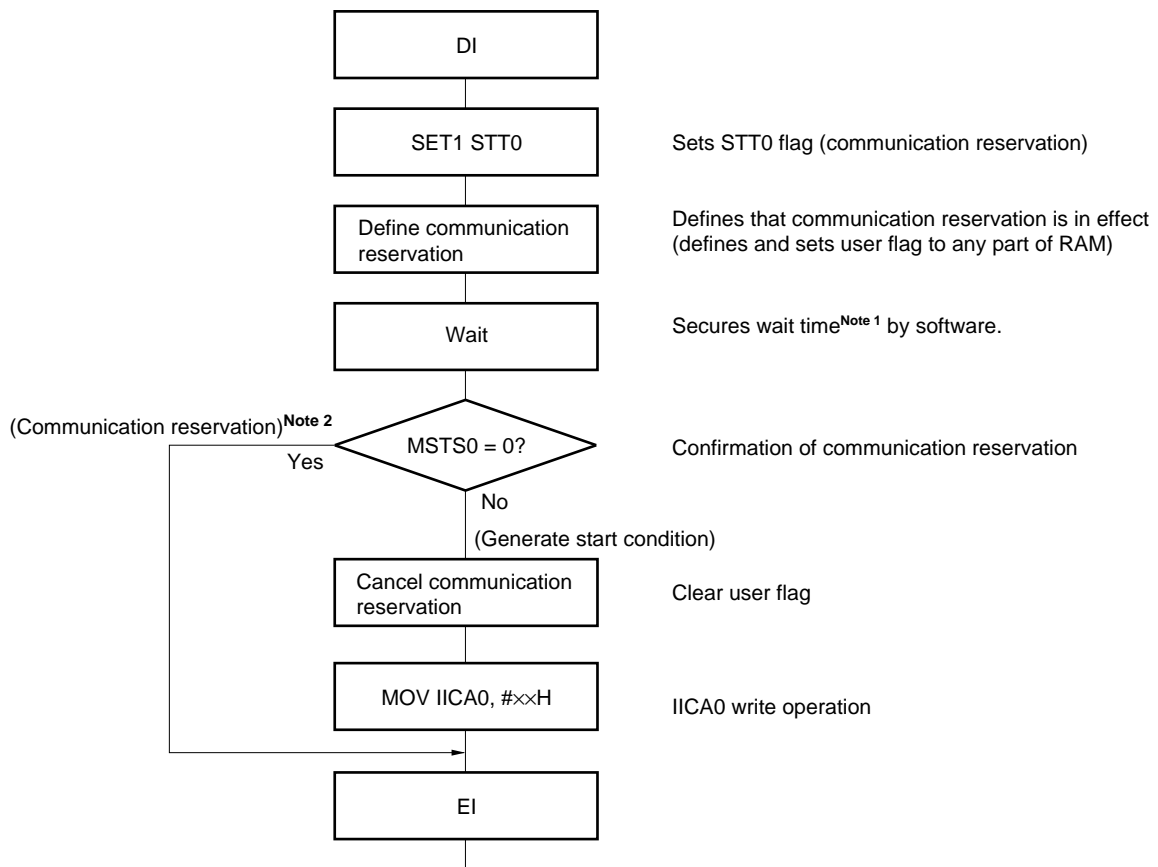 DI
SET1 STT0
Sets STT0 flag (communication reservation)
Define communication
reservation
Defines that communication reservation is in effect
(defines and sets user flag to any part of RAM)
Wait
Secures wait timeNote 1 by software.
(Communication reservation)Note 2
Yes
MSTS0 = 0?
Confirmation of communication reservation
No
(Generate start condition)
Cancel communication
reservation
Clear user flag
MOV IICA0, #××H
IICA0 write operation
EI